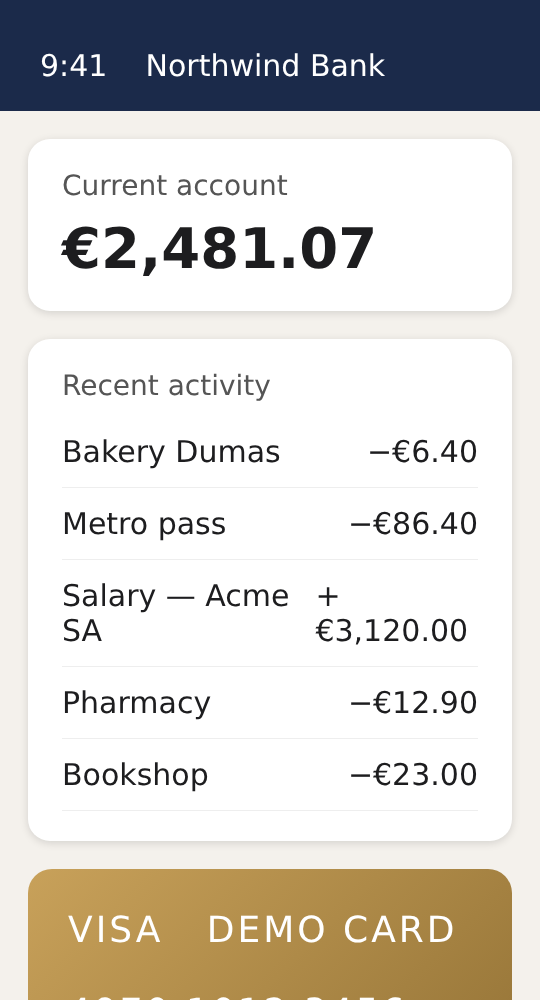 9:41 Northwind Bank
Current account
€2,481.07
Recent activity
Bakery Dumas −€6.40
Metro pass −€86.40
Salary — Acme SA +€3,120.00
Pharmacy −€12.90
Bookshop −€23.00
VISA DEMO CARD